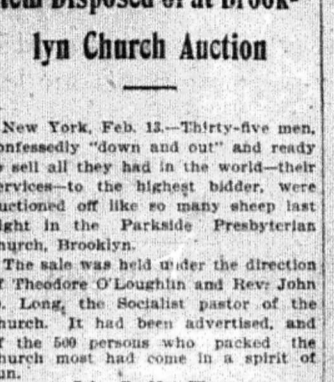 Disposed of at Brook-
lyn Church Auction
New York, Feb. 13.—Thirty-five men,
onfessedly "down and out" and ready
sell all they had in the world—their
ervices—to the highest bidder, were
uctioned off like so many sheep last
ight in the Parkside Presbyterian
hurch, Brooklyn.
The sale was held under the direction
f Theodore O'Loughlin and Rev: John
. Long, the Socialist pastor of the
hurch. It had been advertised, and
f the 500 persons who packed the
hurch most had come in a spirit of
un.